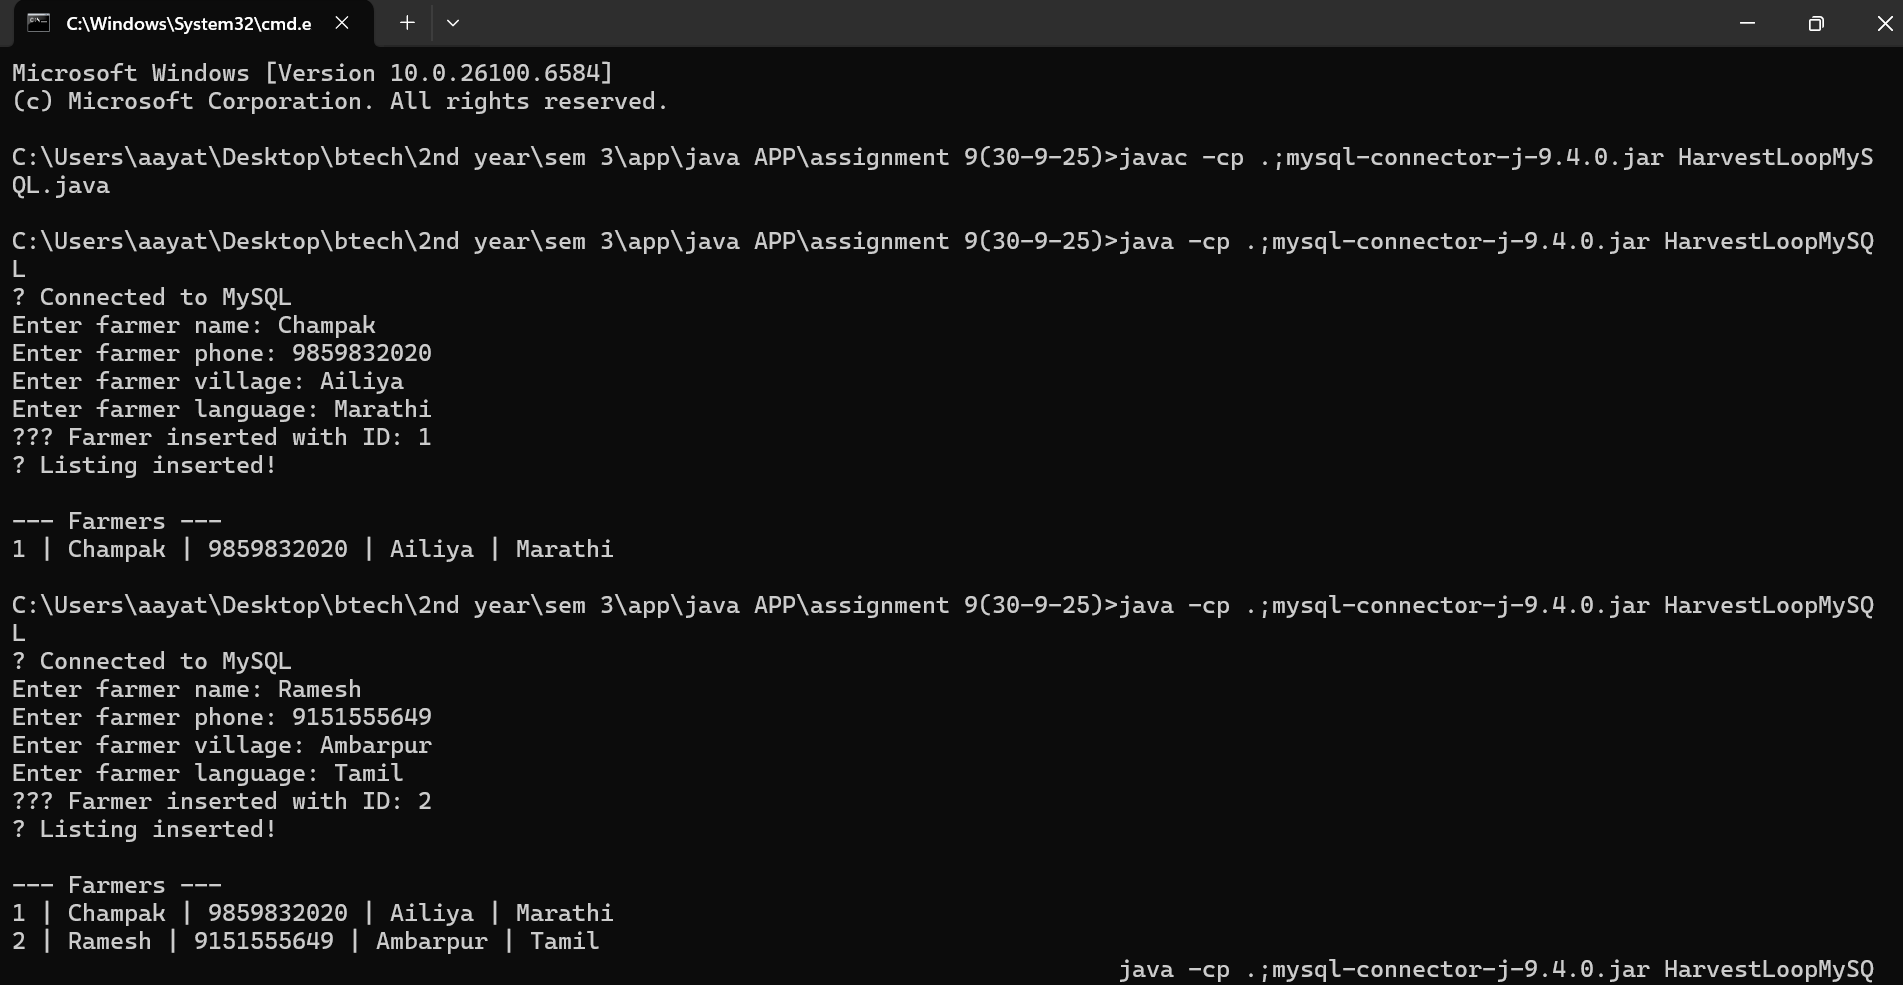 C:\Windows\System32\cmd.e
Microsoft Windows [Version 10.0.26100.6584]
(c) Microsoft Corporation. All rights reserved.
C:\Users\aayat\Desktop\btech\2nd year\sem 3\app\java APP\assignment 9(30-9-25)>javac -cp .;mysql-connector-j-9.4.0.jar HarvestLoopMyS
QL.java
C:\Users\aayat\Desktop\btech\2nd year\sem 3\app\java APP\assignment 9(30-9-25)>java -cp .;mysql-connector-j-9.4.0.jar HarvestLoopMySQ
L
? Connected to MySQL
Enter farmer name: Champak
Enter farmer phone: 9859832020
Enter farmer village: Ailiya
Enter farmer language: Marathi
??? Farmer inserted with ID: 1
? Listing inserted!
--- Farmers ---
1 | Champak | 9859832020 | Ailiya | Marathi
C:\Users\aayat\Desktop\btech\2nd year\sem 3\app\java APP\assignment 9(30-9-25)>java -cp .;mysql-connector-j-9.4.0.jar HarvestLoopMySQ
L
? Connected to MySQL
Enter farmer name: Ramesh
Enter farmer phone: 9151555649
Enter farmer village: Ambarpur
Enter farmer language: Tamil
??? Farmer inserted with ID: 2
? Listing inserted!
--- Farmers ---
1 | Champak | 9859832020 | Ailiya | Marathi
2 | Ramesh | 9151555649 | Ambarpur | Tamil
java -cp .;mysql-connector-j-9.4.0.jar HarvestLoopMySQ